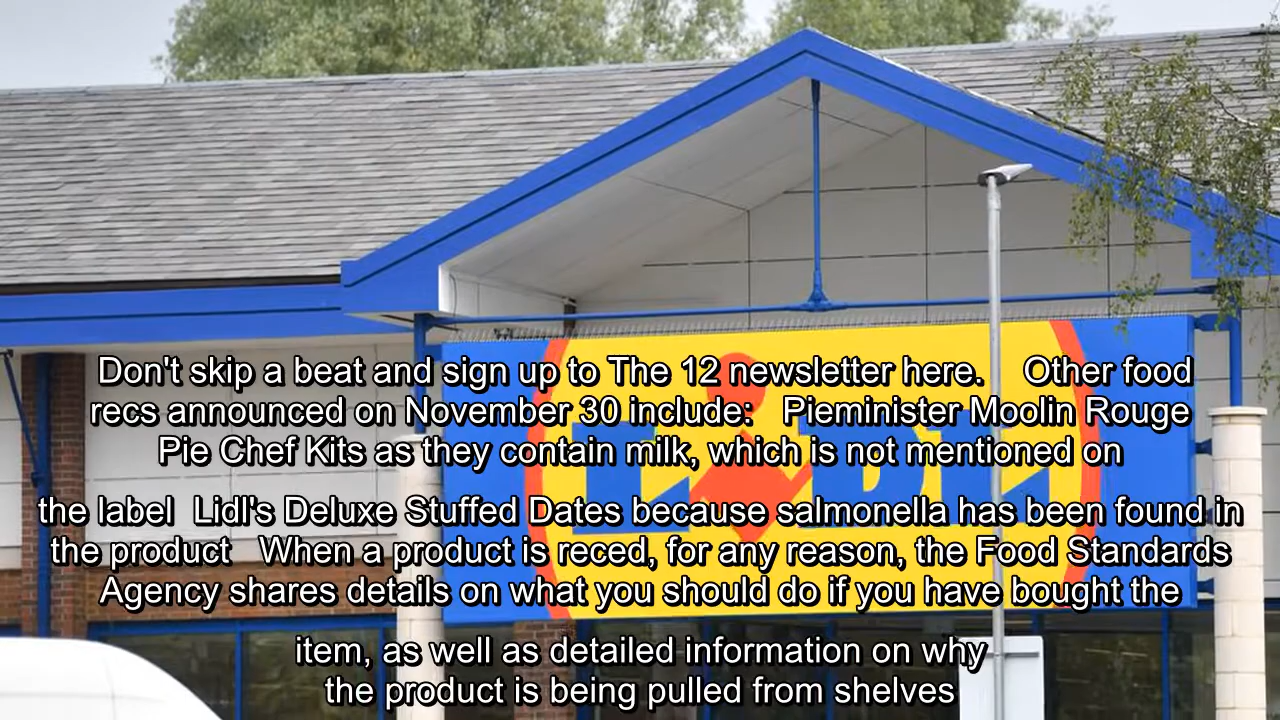 Don't skip a beat and sign up to The 12 newsletter here. Other food
recs announced on November 30 include: Pieminister Moolin Rouge
Pie Chef Kits as they contain milk, which is not mentioned on
the label Lidl's Deluxe Stuffed Dates because salmonella has been found in
the product When a product is reced, for any reason, the Food Standards
Agency shares details on what you should do if you have bought the
item, as well as detailed information on why
the product is being pulled from shelves
LIDL